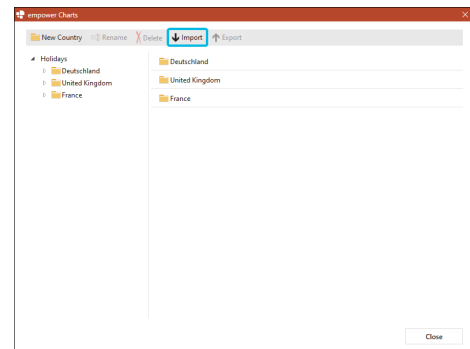 empower Charts
New Country Rename Delete Import Export
Holidays
Deutschland
United Kingdom
France
Deutschland
United Kingdom
France
Close